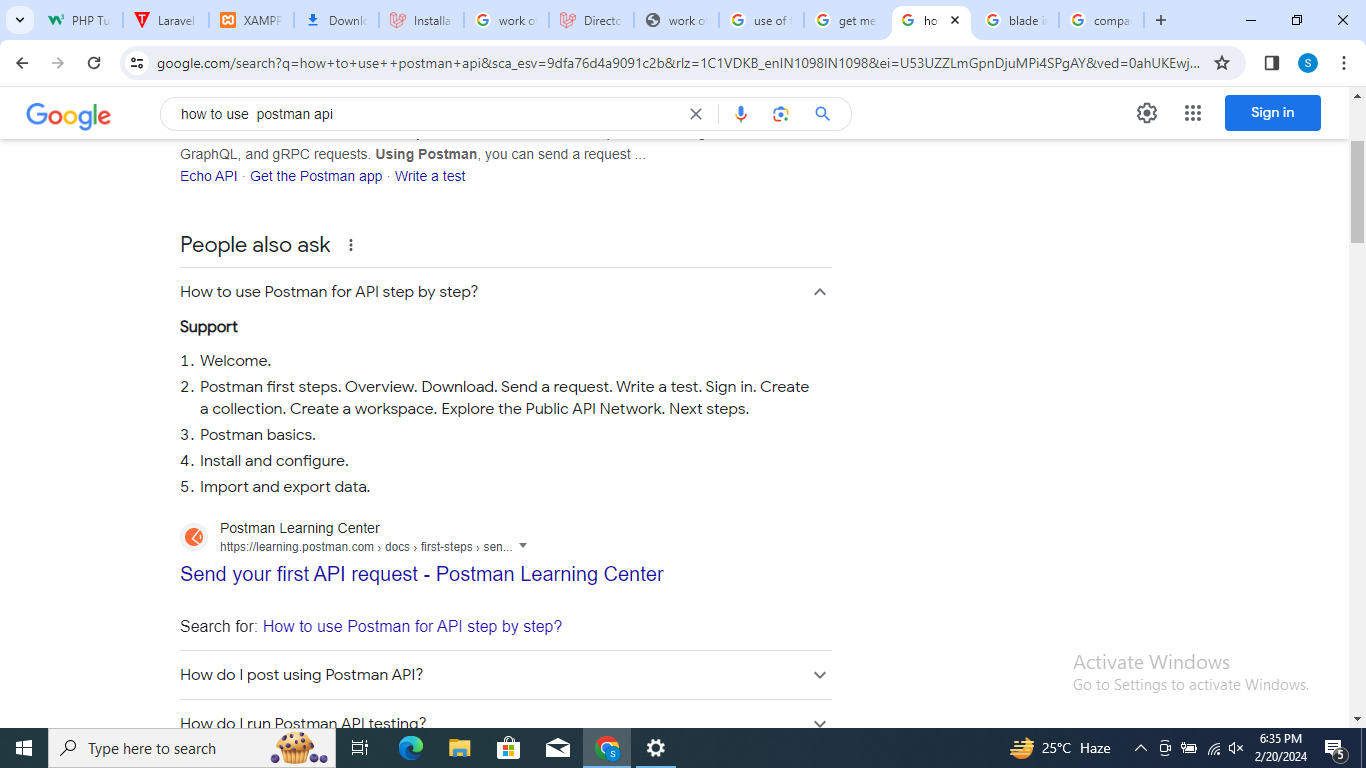 PHP Tu
Laravel
XAMPP
Downlo
Installa
work o
Directo
work of
use of
get me
ho
blade i
compa
google.com/search?q=how+to+use++postman+api&sca_esv=9dfa76d4a9091c2b&rlz=1C1VDKB_enIN1098IN1098&ei=U53UZZLmGpnDjuMPi4SPgAY&ved=0ahUKEwj...
S
Google
how to use  postman api
Sign in
GraphQL, and gRPC requests. Using Postman, you can send a request ...
Echo API · Get the Postman app · Write a test
People also ask
How to use Postman for API step by step?
Support
1. Welcome.
2. Postman first steps. Overview. Download. Send a request. Write a test. Sign in. Create
a collection. Create a workspace. Explore the Public API Network. Next steps.
3. Postman basics.
4. Install and configure.
5. Import and export data.
Postman Learning Center
https://learning.postman.com › docs › first-steps › sen...
Send your first API request - Postman Learning Center
Search for: How to use Postman for API step by step?
How do I post using Postman API?
How do I run Postman API testing?
Activate Windows
Go to Settings to activate Windows.
Type here to search
S
25°C Haze
6:35 PM
2/20/2024
5